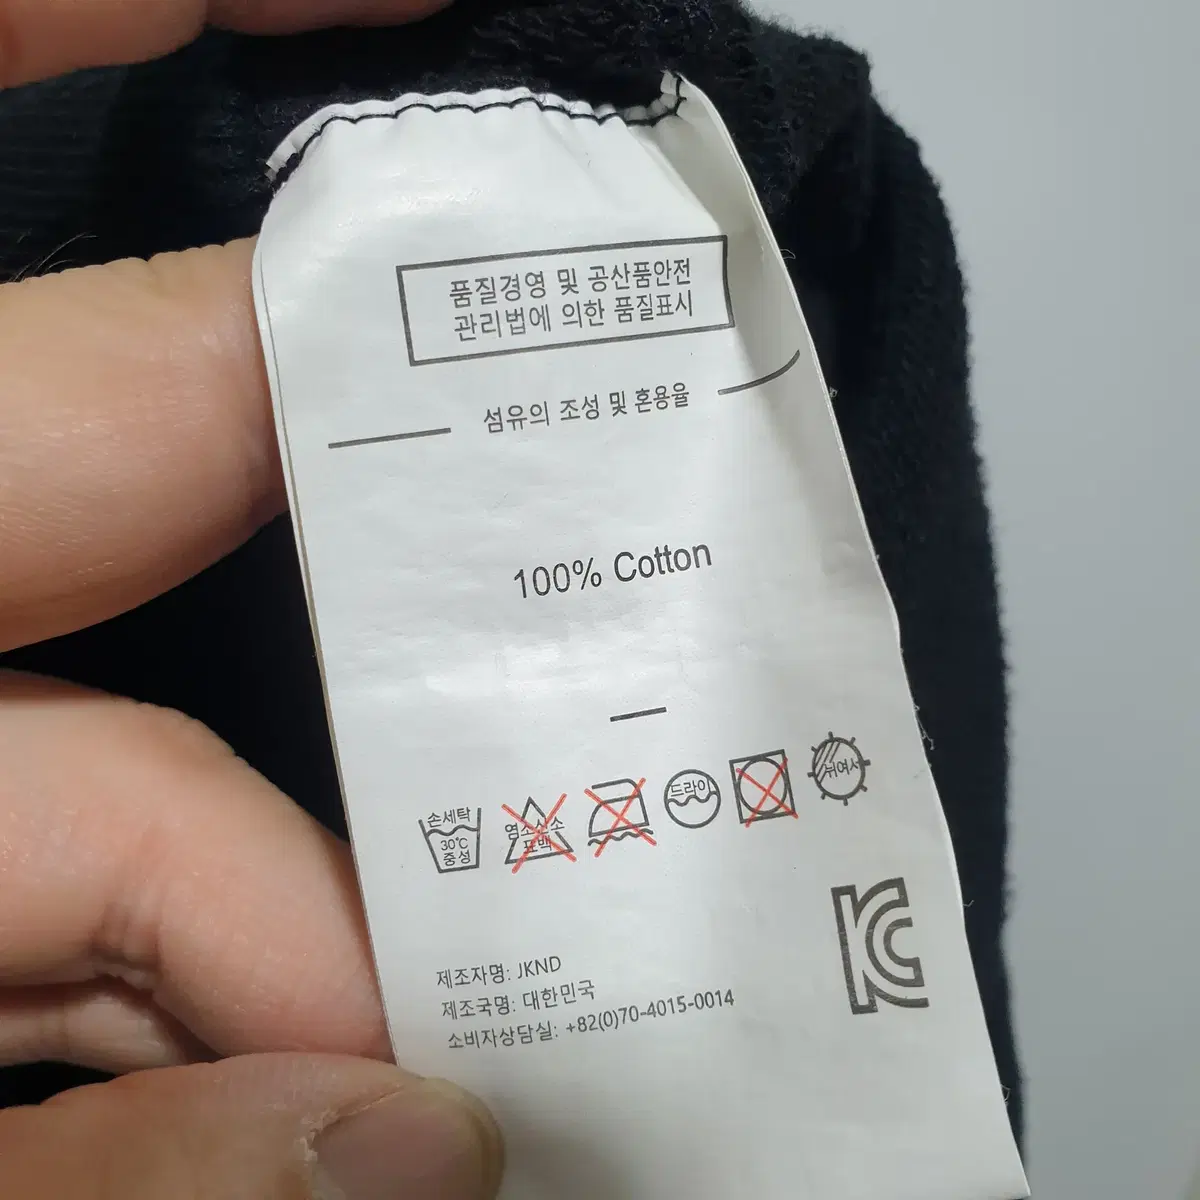 품질경영 및 공산품안전
관리법에 의한 품질표시
섬유의 조성 및 혼용율
100% Cotton
손세탁
30℃
중성
염소산소
표백
드라이
뉘여서
KC
제조자명: JKND
제조국명: 대한민국
소비자상담실: +82(0)70-4015-0014